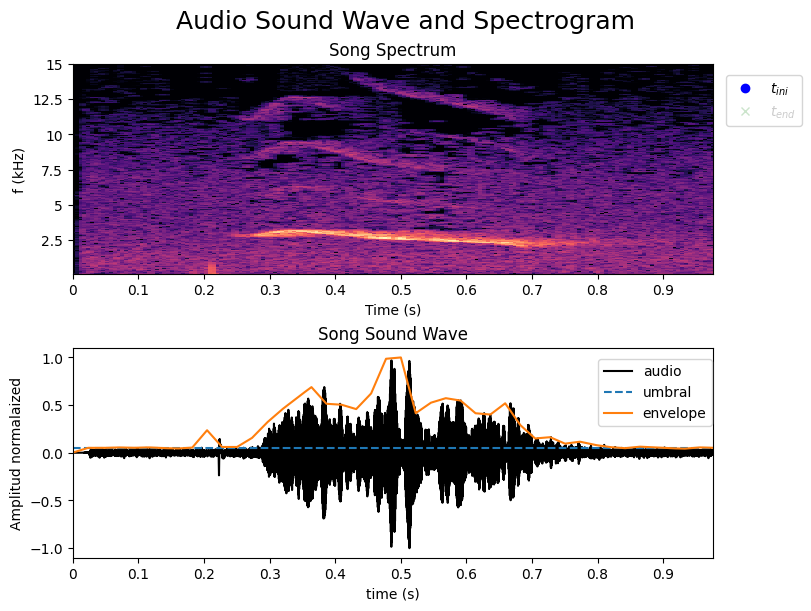 Audio Sound Wave and Spectrogram
Song Spectrum
15
12.5
10
7.5
5
2.5
f (kHz)
0 0.1 0.2 0.3 0.4 0.5 0.6 0.7 0.8 0.9
Time (s)
t_ini
t_end
Song Sound Wave
1.0
0.5
0.0
−0.5
−1.0
Amplitud normalaized
audio
umbral
envelope
0 0.1 0.2 0.3 0.4 0.5 0.6 0.7 0.8 0.9
time (s)